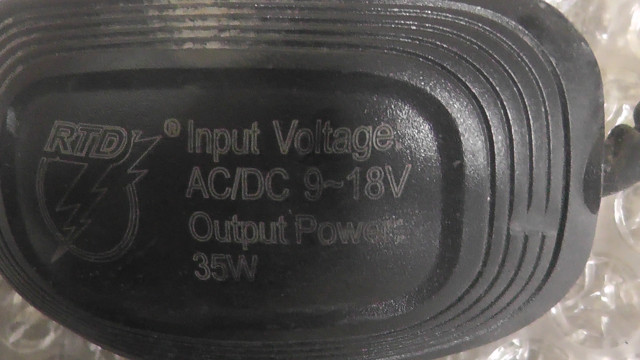 RTD ®
Input Voltage:
AC/DC 9~18V
Output Power:
35W